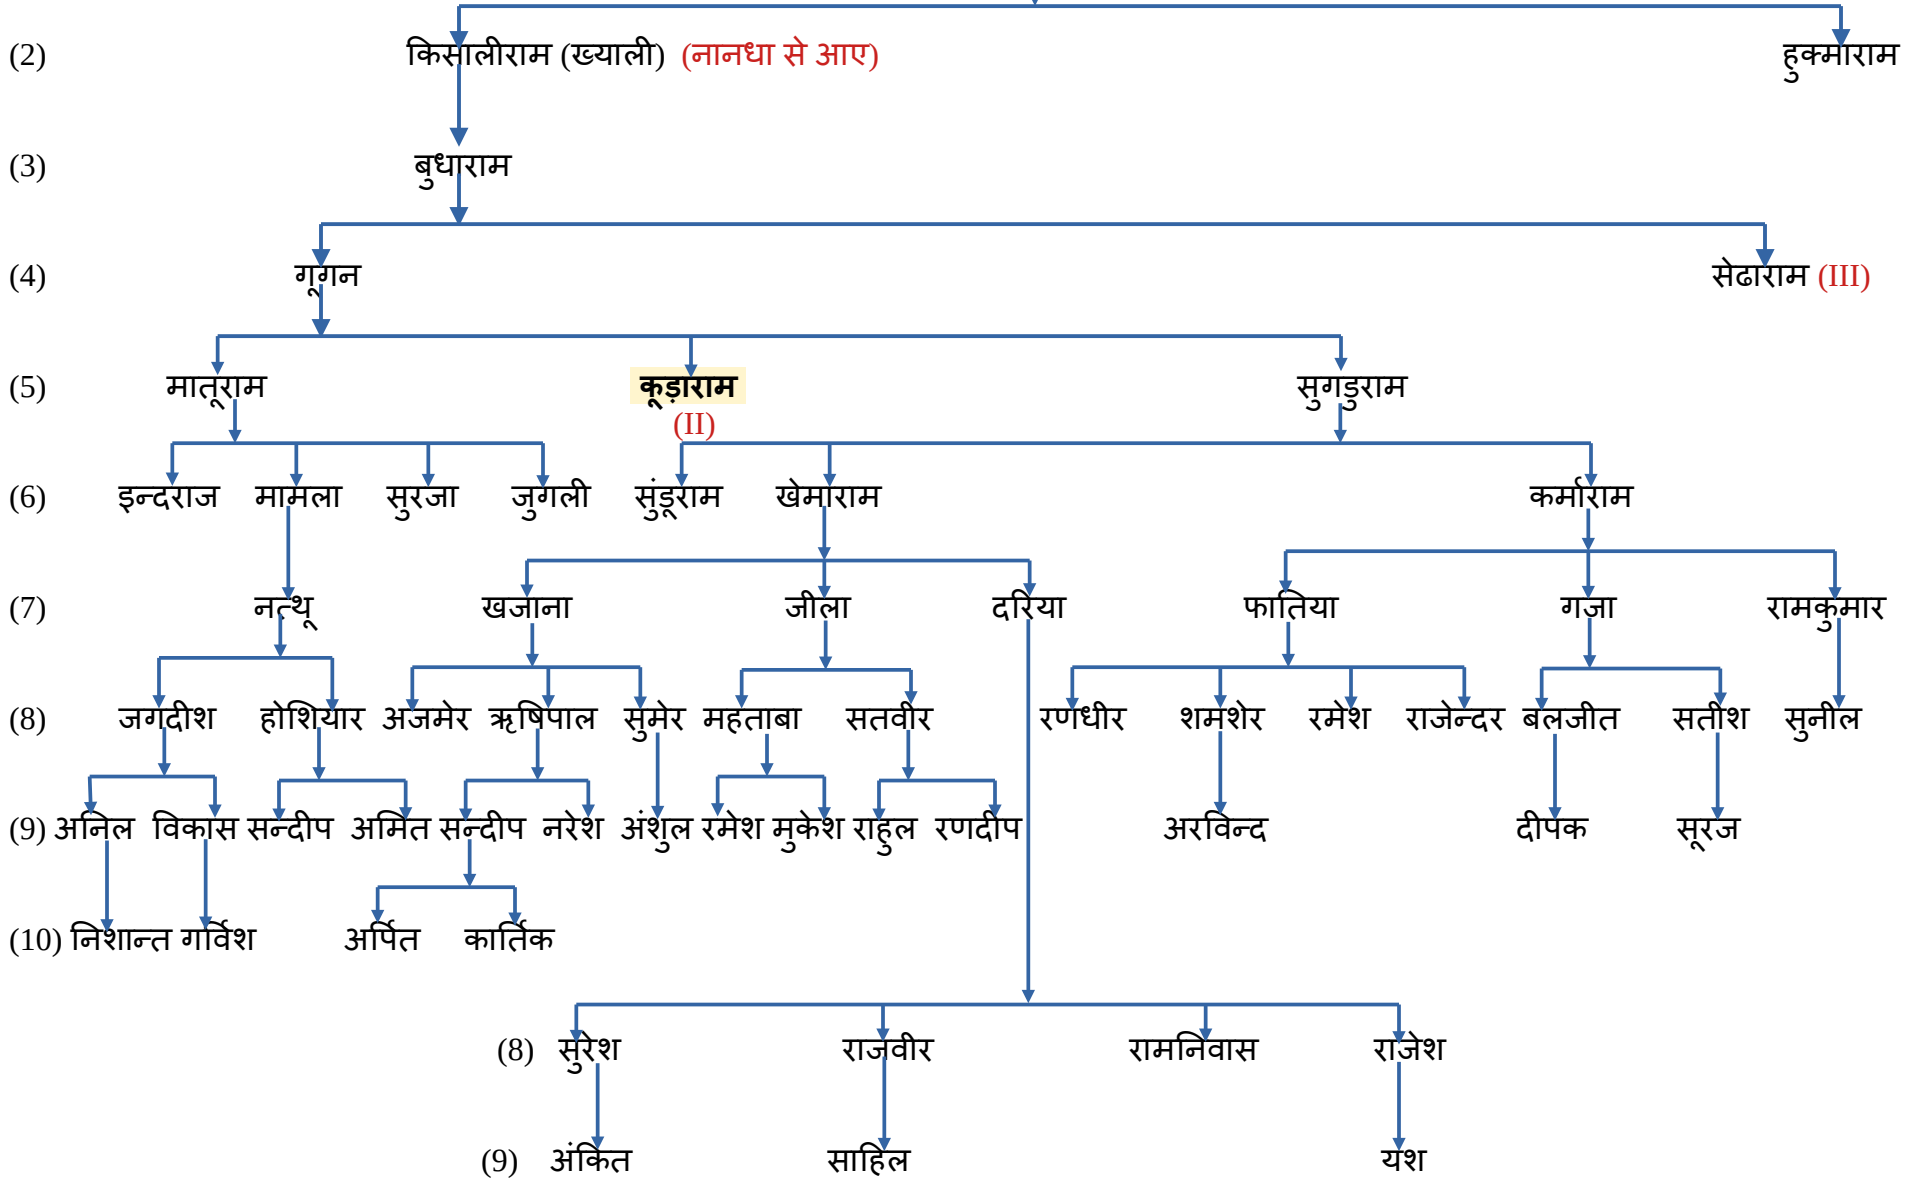 (2) किसालीराम (ख्याली) (नानधा से आए) हुक्माराम
(3) बुधाराम
(4) गूगन सेढाराम (III)
(5) मातूराम कूड़ाराम सुगडुराम
(II)
(6) इन्दराज मामला सुरजा जुगली सुंडूराम खेमाराम कर्माराम
(7) नत्थू खजाना जीला दरिया फातिया गजा रामकुमार
(8) जगदीश होशियार अजमेर ऋषिपाल सुमेर महताबा सतवीर रणधीर शमशेर रमेश राजेन्दर बलजीत सतीश सुनील
(9) अनिल विकास सन्दीप अमित सन्दीप नरेश अंशुल रमेश मुकेश राहुल रणदीप अरविन्द दीपक सूरज
(10) निशान्त गर्विश अर्पित कार्तिक
(8) सुरेश राजवीर रामनिवास राजेश
(9) अंकित साहिल यश